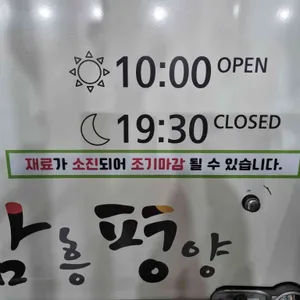 10:00 OPEN
19:30 CLOSED
재료가 소진되어 조기마감 될 수 있습니다.
흥 평양